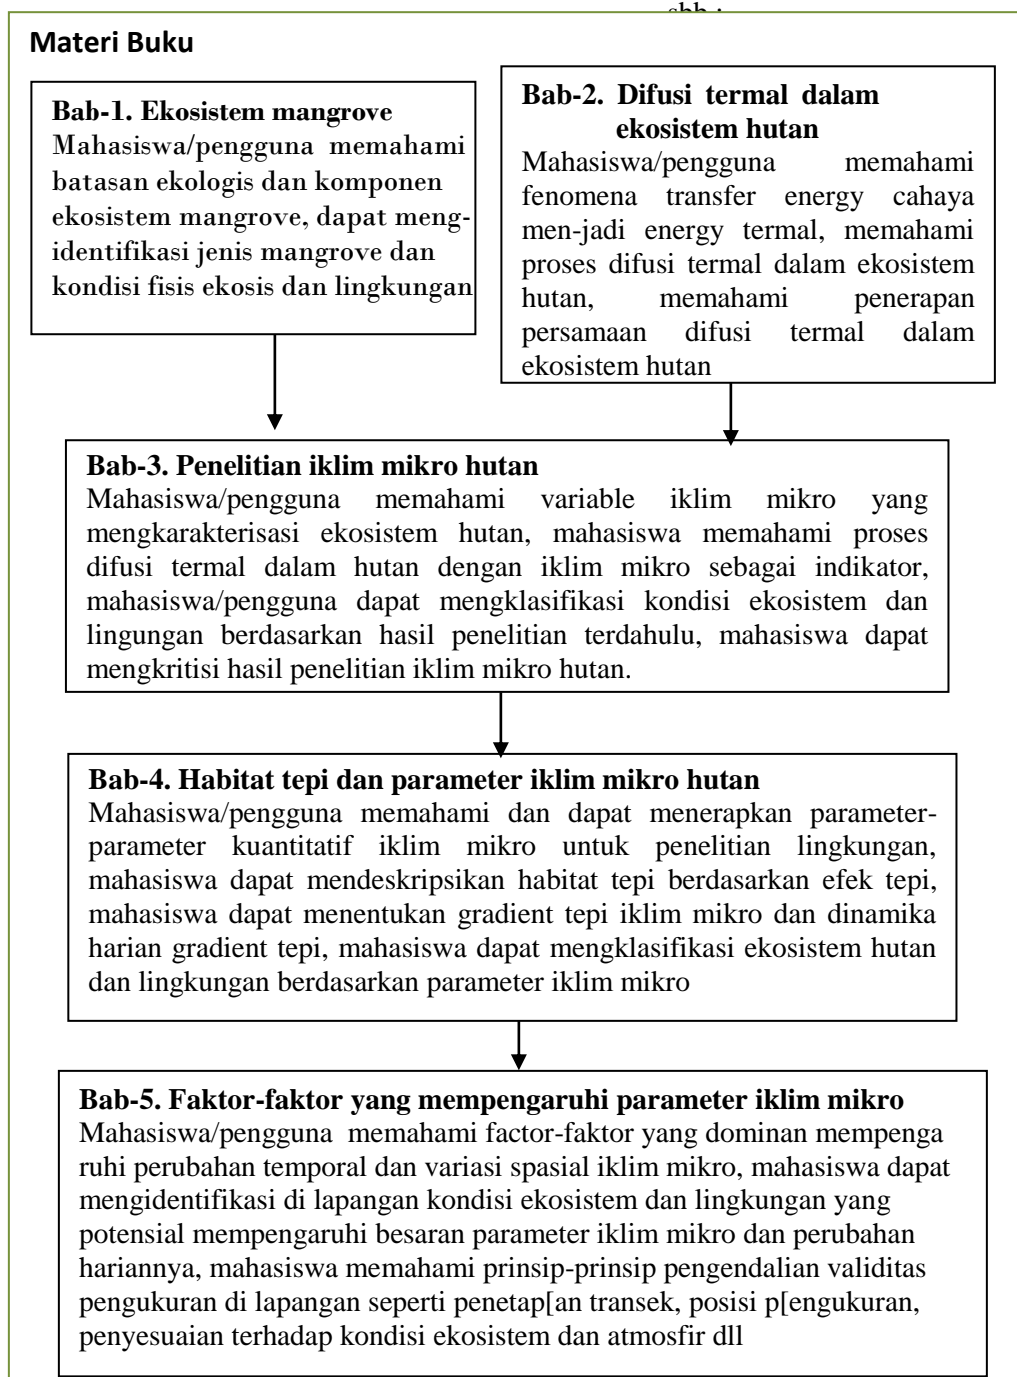 Materi Buku
Bab-1. Ekosistem mangrove
Mahasiswa/pengguna memahami
batasan ekologis dan komponen
ekosistem mangrove, dapat meng-
identifikasi jenis mangrove dan
kondisi fisis ekosis dan lingkungan
Bab-2. Difusi termal dalam
ekosistem hutan
Mahasiswa/pengguna memahami
fenomena transfer energy cahaya
men-jadi energy termal, memahami
proses difusi termal dalam ekosistem
hutan, memahami penerapan
persamaan difusi termal dalam
ekosistem hutan
Bab-3. Penelitian iklim mikro hutan
Mahasiswa/pengguna memahami variable iklim mikro yang
mengkarakterisasi ekosistem hutan, mahasiswa memahami proses
difusi termal dalam hutan dengan iklim mikro sebagai indikator,
mahasiswa/pengguna dapat mengklasifikasi kondisi ekosistem dan
lingungan berdasarkan hasil penelitian terdahulu, mahasiswa dapat
mengkritisi hasil penelitian iklim mikro hutan.
Bab-4. Habitat tepi dan parameter iklim mikro hutan
Mahasiswa/pengguna memahami dan dapat menerapkan parameter-
parameter kuantitatif iklim mikro untuk penelitian lingkungan,
mahasiswa dapat mendeskripsikan habitat tepi berdasarkan efek tepi,
mahasiswa dapat menentukan gradient tepi iklim mikro dan dinamika
harian gradient tepi, mahasiswa dapat mengklasifikasi ekosistem hutan
dan lingkungan berdasarkan parameter iklim mikro
Bab-5. Faktor-faktor yang mempengaruhi parameter iklim mikro
Mahasiswa/pengguna memahami factor-faktor yang dominan mempenga
ruhi perubahan temporal dan variasi spasial iklim mikro, mahasiswa dapat
mengidentifikasi di lapangan kondisi ekosistem dan lingkungan yang
potensial mempengaruhi besaran parameter iklim mikro dan perubahan
hariannya, mahasiswa memahami prinsip-prinsip pengendalian validitas
pengukuran di lapangan seperti penetap[an transek, posisi p[engukuran,
penyesuaian terhadap kondisi ekosistem dan atmosfir dll